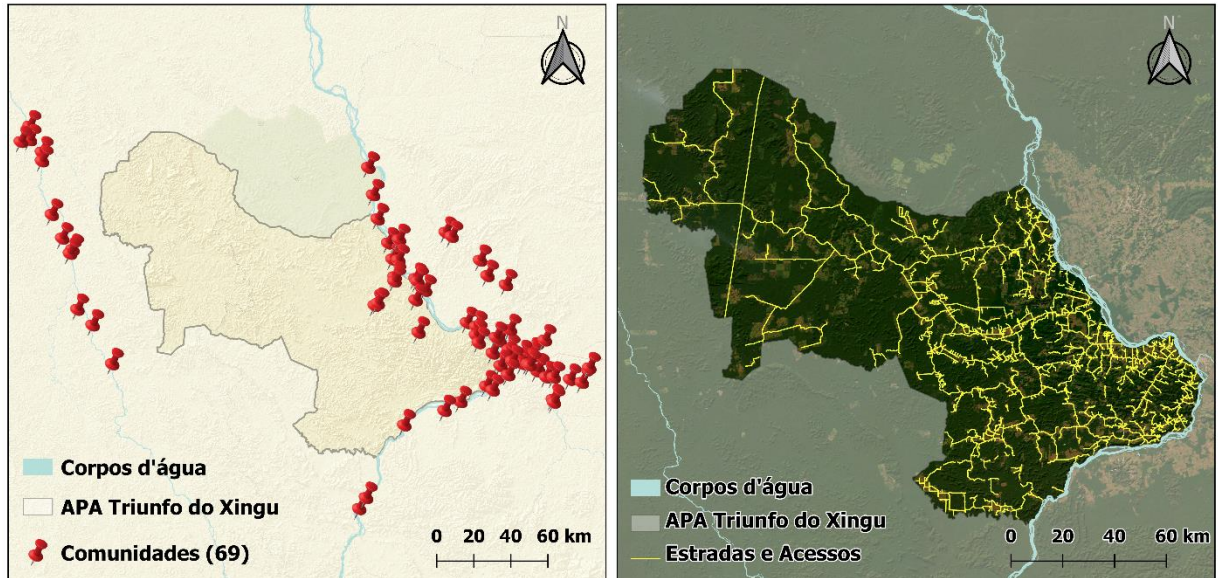 N
Corpos d'água
APA Triunfo do Xingu
Comunidades (69)
0 20 40 60 km
N
Corpos d'água
APA Triunfo do Xingu
Estradas e Acessos
0 20 40 60 km